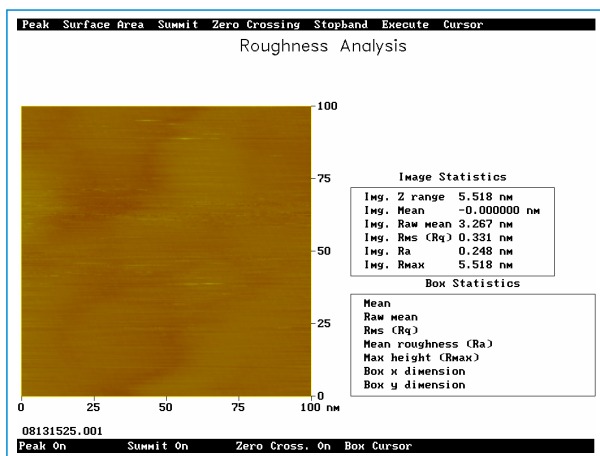 Peak Surface Area Summit Zero Crossing Stopband Execute Cursor
Roughness Analysis
100
75
50
25
0
0 25 50 75 100 nM
Image Statistics
Img. Z range 5.518 nM
Img. Mean -0.000000 nM
Img. Raw mean 3.267 nM
Img. Rms (Rq) 0.331 nM
Img. Ra 0.248 nM
Img. Rmax 5.518 nM
Box Statistics
Mean
Raw mean
Rms (Rq)
Mean roughness (Ra)
Max height (Rmax)
Box x dimension
Box y dimension
08131525.001
Peak On Summit On Zero Cross. On Box Cursor